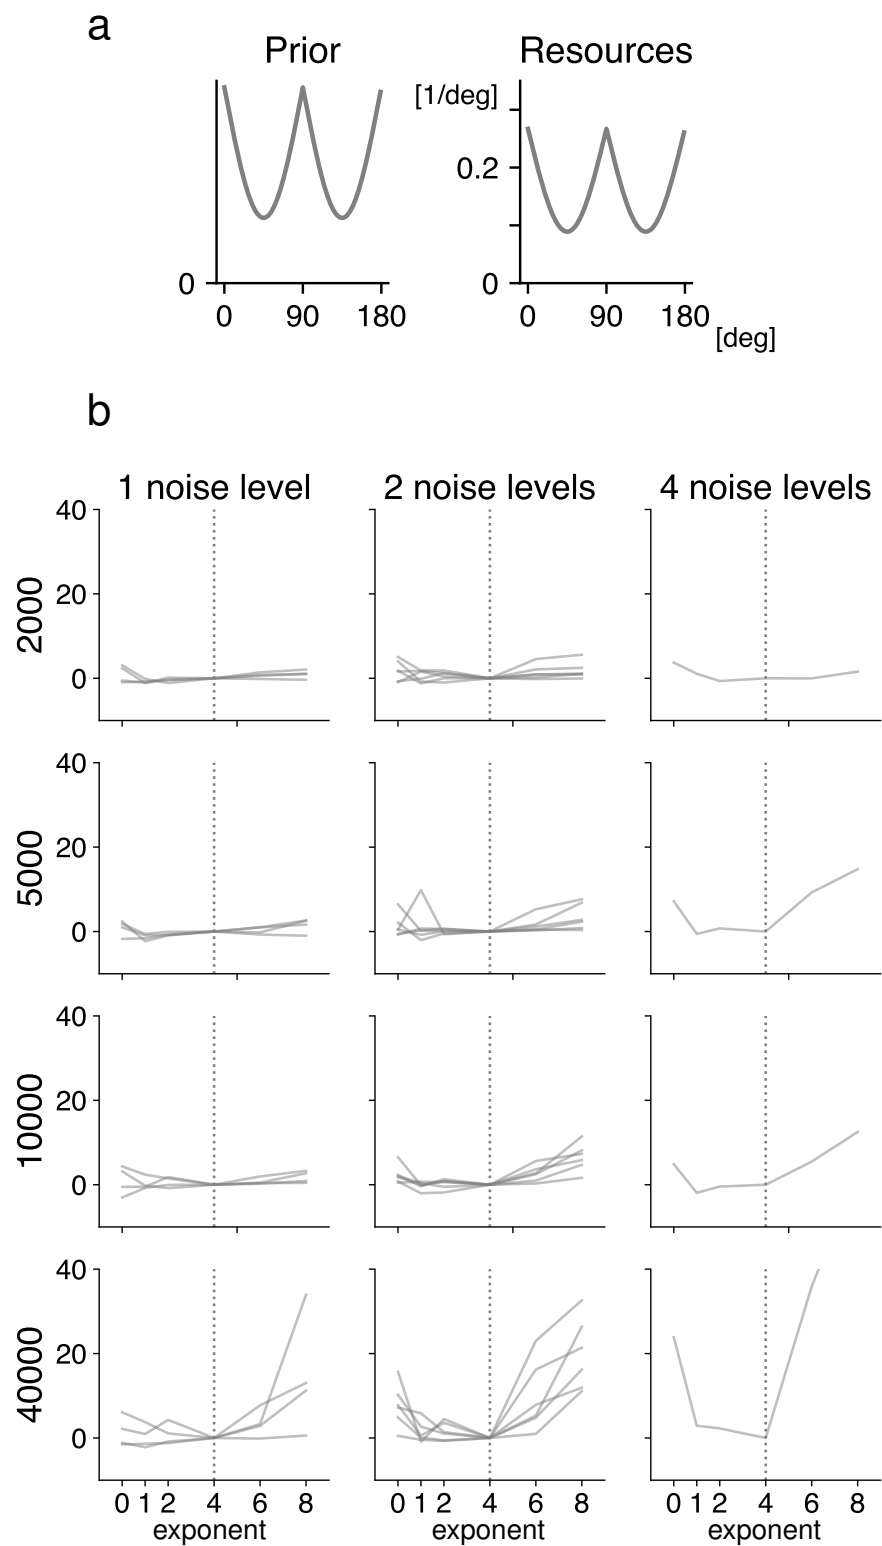 a
Prior
Resources
[1/deg]
0.2
0
0
0 90 180
0 90 180
[deg]
b
1 noise level
2 noise levels
4 noise levels
2000
40
20
0
5000
40
20
0
10000
40
20
0
40000
40
20
0
0 1 2 4 6 8
0 1 2 4 6 8
0 1 2 4 6 8
exponent
exponent
exponent